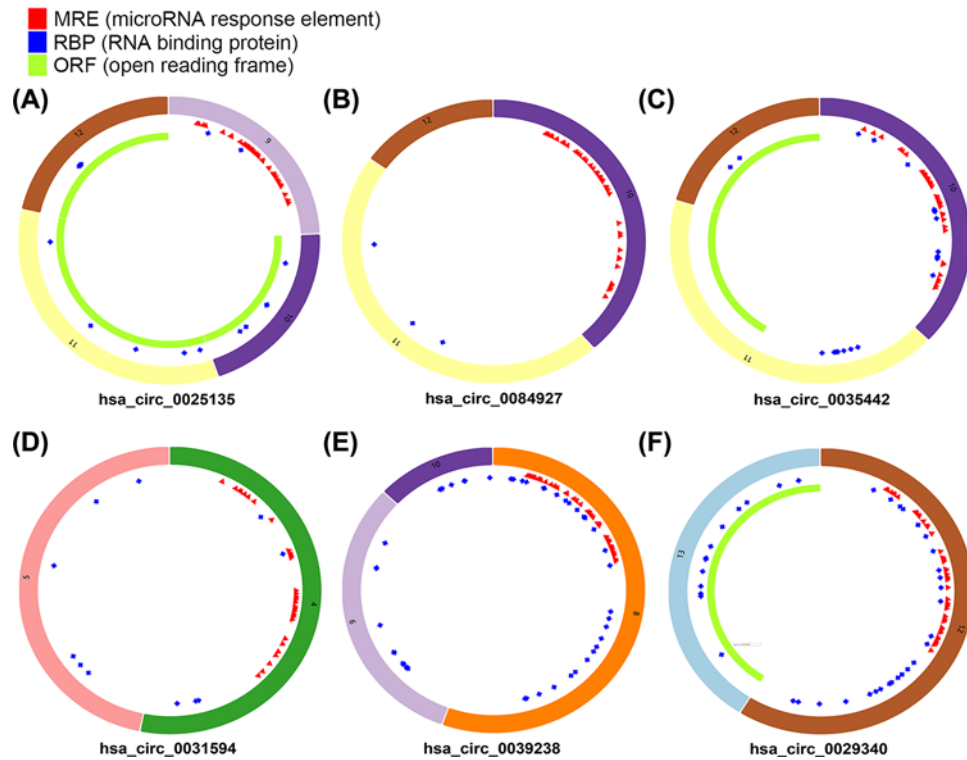 MRE (microRNA response element)
RBP (RNA binding protein)
ORF (open reading frame)
(A)
12
9
10
11
hsa_circ_0025135
(B)
12
10
11
hsa_circ_0084927
(C)
12
10
11
hsa_circ_0035442
(D)
5
4
hsa_circ_0031594
(E)
10
8
9
hsa_circ_0039238
(F)
13
12
hsa_circ_0029340